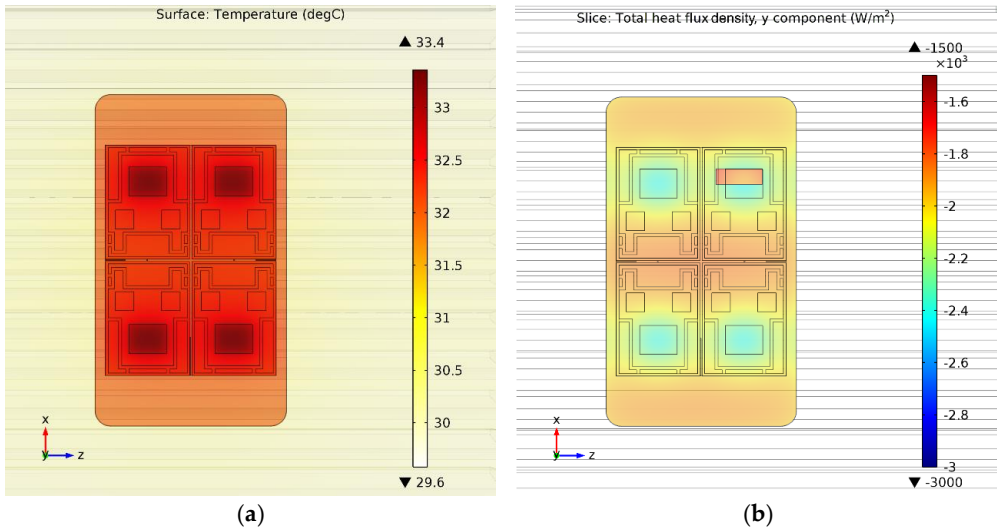 Surface: Temperature (degC)
▲ 33.4
33
32.5
32
31.5
31
30.5
30
▼ 29.6
x
y
z
(a)
Slice: Total heat flux density, y component (W/m²)
▲ -1500
×10³
-1.6
-1.8
-2
-2.2
-2.4
-2.6
-2.8
-3
▼ -3000
x
y
z
(b)